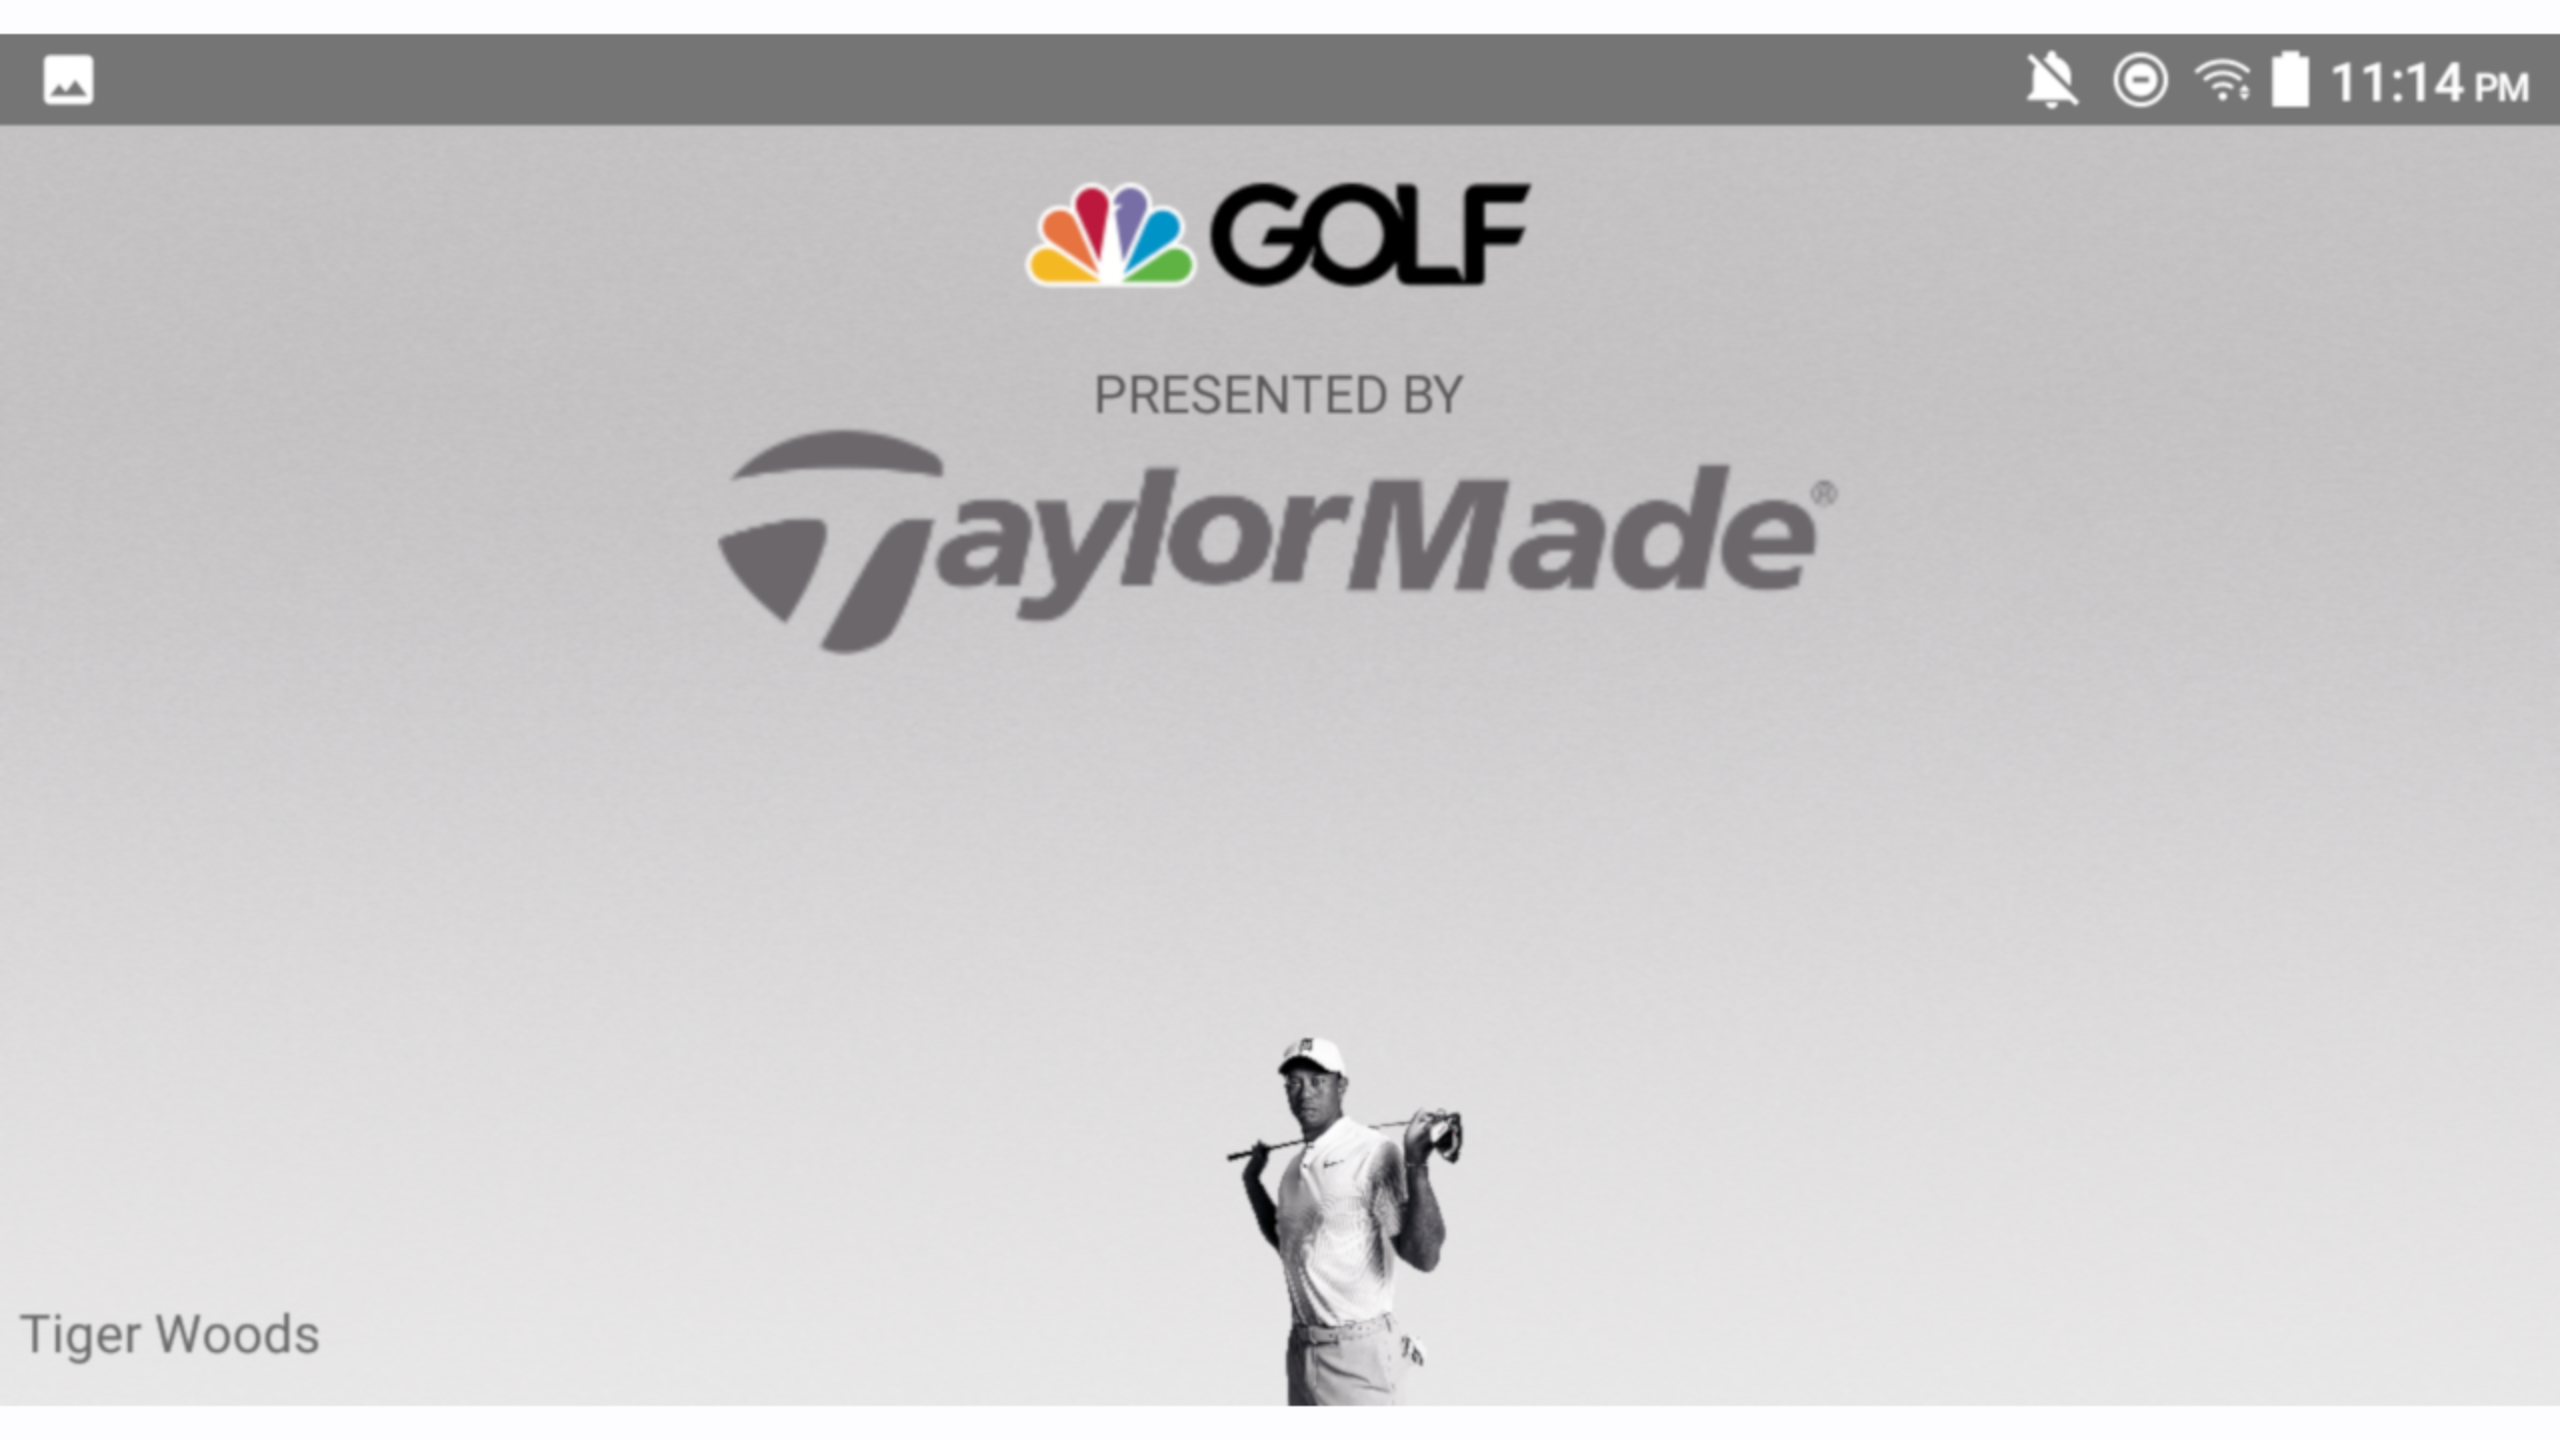 11:14 PM
GOLF
PRESENTED BY
TaylorMade®
Tiger Woods